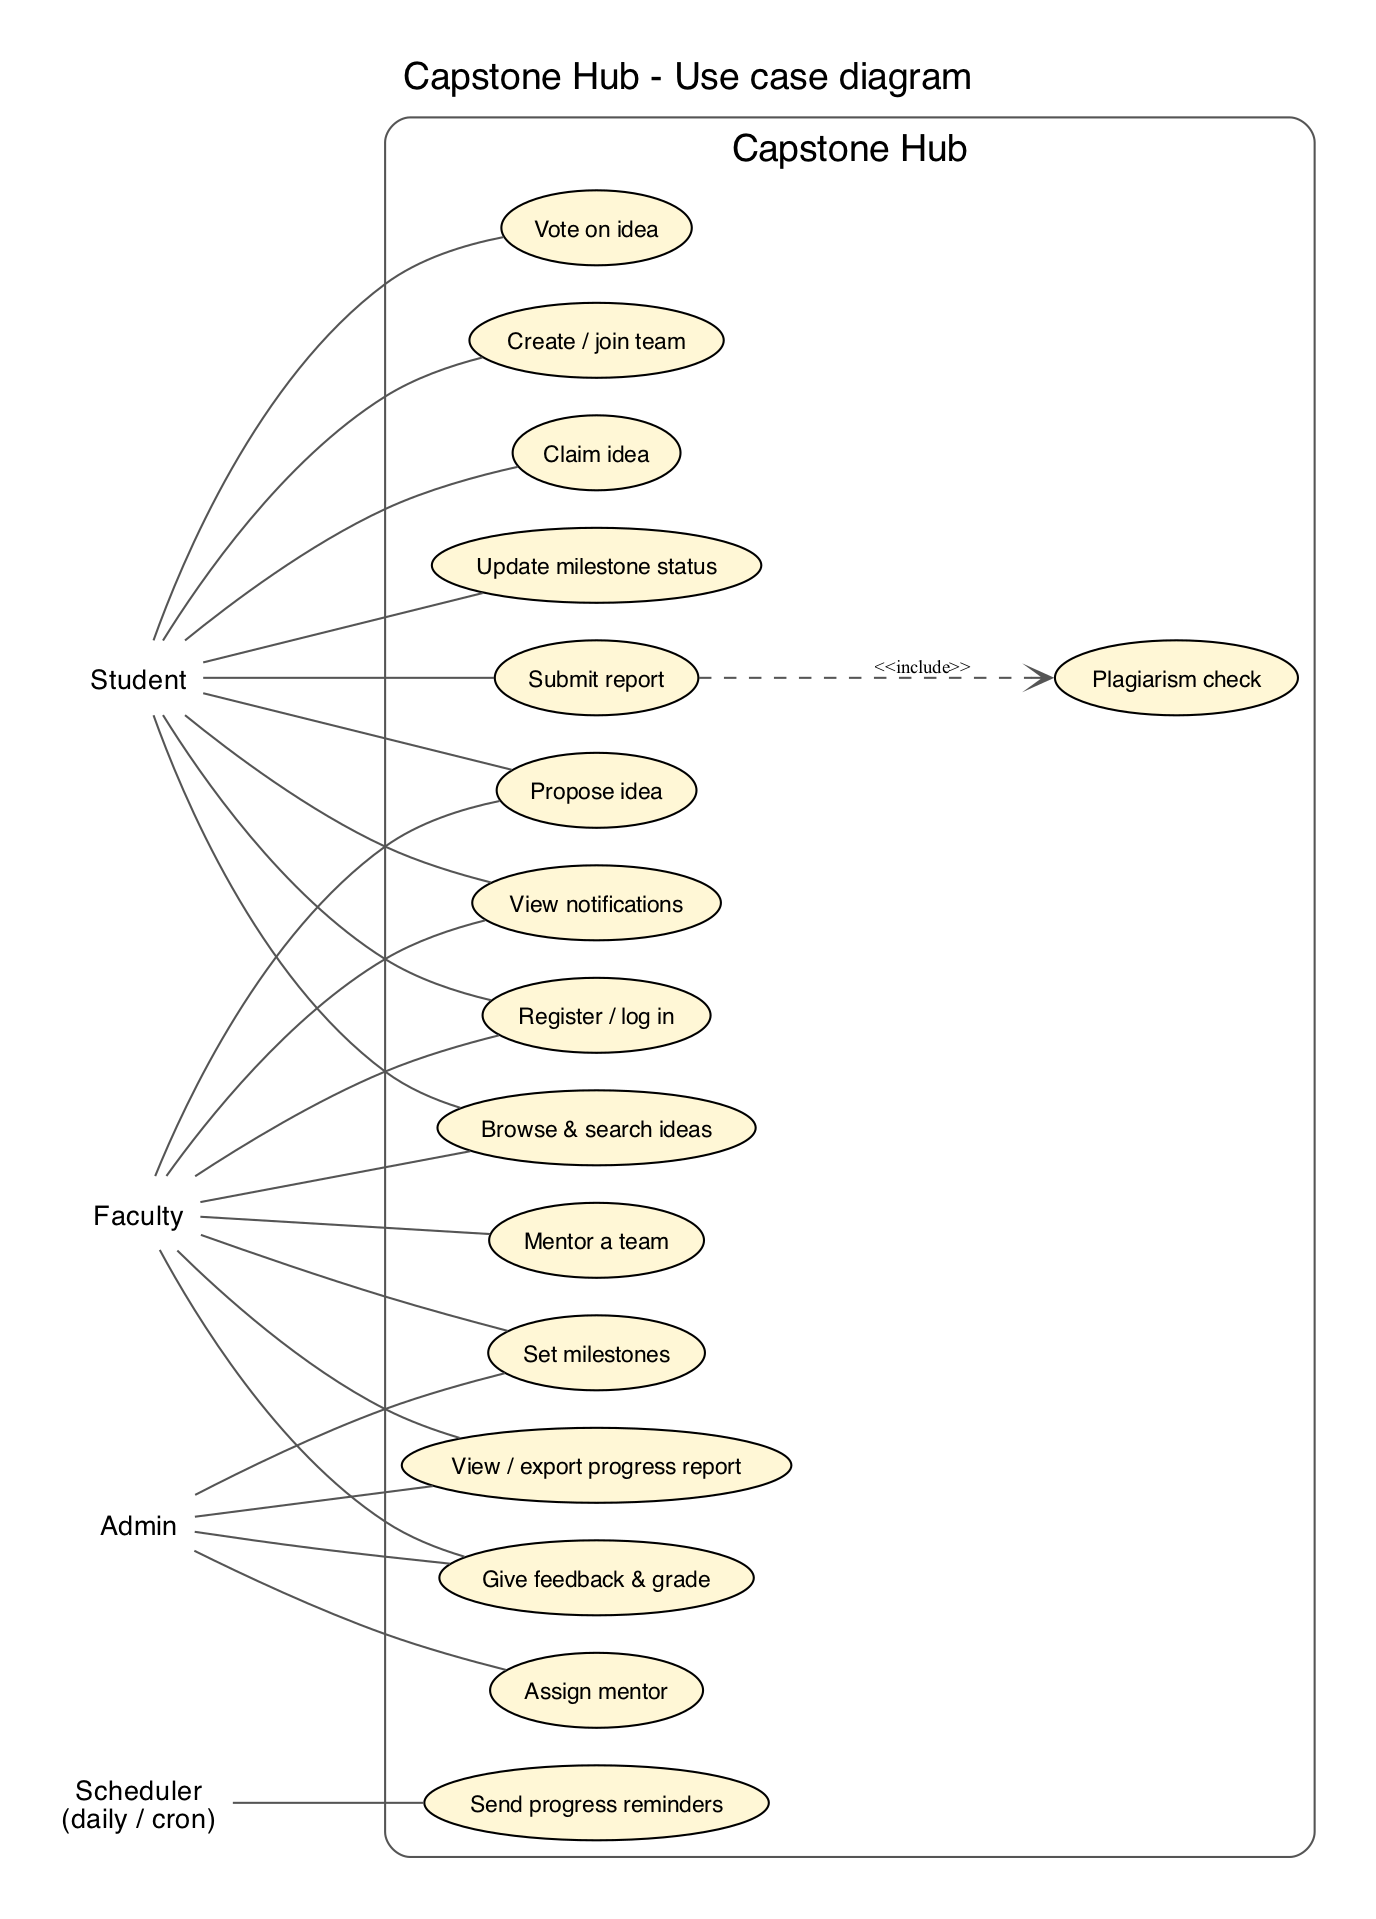 Capstone Hub - Use case diagram
Capstone Hub
Vote on idea
Create / join team
Claim idea
Update milestone status
Student
Submit report
<<include>>
Plagiarism check
Propose idea
View notifications
Register / log in
Browse & search ideas
Faculty
Mentor a team
Set milestones
View / export progress report
Admin
Give feedback & grade
Assign mentor
Scheduler
(daily / cron)
Send progress reminders